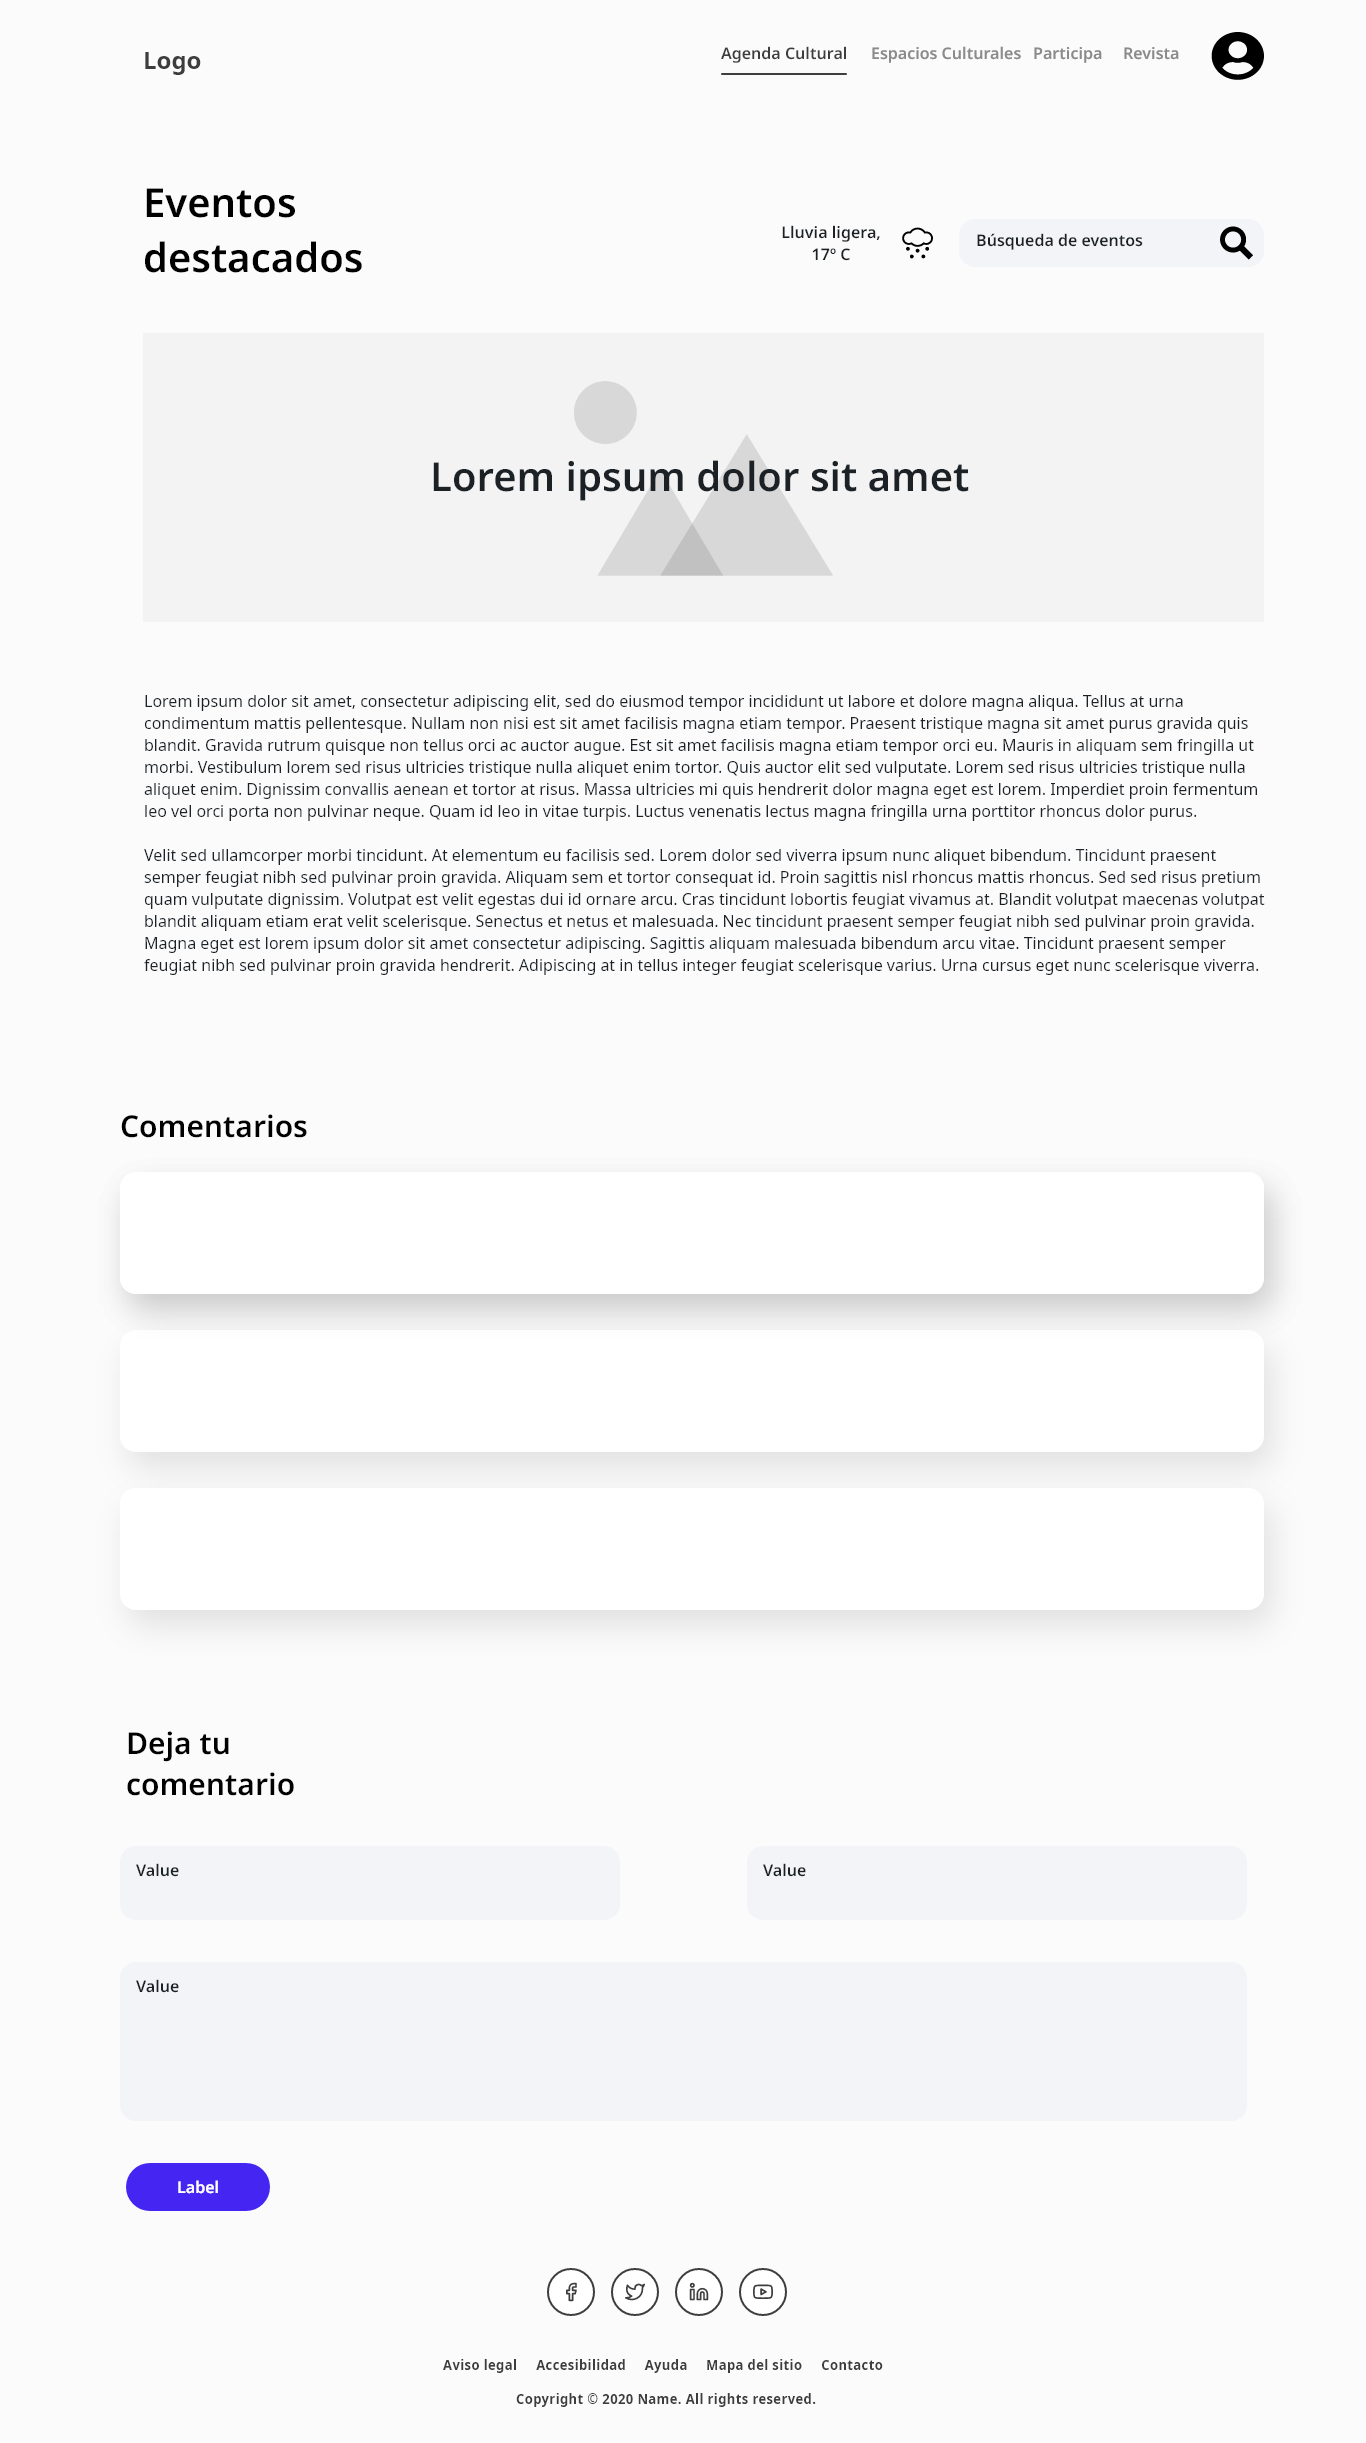 Logo
Agenda Cultural
Espacios Culturales
Participa
Revista
Eventos
destacados
Lluvia ligera,
17º C
Búsqueda de eventos
Lorem ipsum dolor sit amet
Lorem ipsum dolor sit amet, consectetur adipiscing elit, sed do eiusmod tempor incididunt ut labore et dolore magna aliqua. Tellus at urna
condimentum mattis pellentesque. Nullam non nisi est sit amet facilisis magna etiam tempor. Praesent tristique magna sit amet purus gravida quis
blandit. Gravida rutrum quisque non tellus orci ac auctor augue. Est sit amet facilisis magna etiam tempor orci eu. Mauris in aliquam sem fringilla ut
morbi. Vestibulum lorem sed risus ultricies tristique nulla aliquet enim tortor. Quis auctor elit sed vulputate. Lorem sed risus ultricies tristique nulla
aliquet enim. Dignissim convallis aenean et tortor at risus. Massa ultricies mi quis hendrerit dolor magna eget est lorem. Imperdiet proin fermentum
leo vel orci porta non pulvinar neque. Quam id leo in vitae turpis. Luctus venenatis lectus magna fringilla urna porttitor rhoncus dolor purus.
Velit sed ullamcorper morbi tincidunt. At elementum eu facilisis sed. Lorem dolor sed viverra ipsum nunc aliquet bibendum. Tincidunt praesent
semper feugiat nibh sed pulvinar proin gravida. Aliquam sem et tortor consequat id. Proin sagittis nisl rhoncus mattis rhoncus. Sed sed risus pretium
quam vulputate dignissim. Volutpat est velit egestas dui id ornare arcu. Cras tincidunt lobortis feugiat vivamus at. Blandit volutpat maecenas volutpat
blandit aliquam etiam erat velit scelerisque. Senectus et netus et malesuada. Nec tincidunt praesent semper feugiat nibh sed pulvinar proin gravida.
Magna eget est lorem ipsum dolor sit amet consectetur adipiscing. Sagittis aliquam malesuada bibendum arcu vitae. Tincidunt praesent semper
feugiat nibh sed pulvinar proin gravida hendrerit. Adipiscing at in tellus integer feugiat scelerisque varius. Urna cursus eget nunc scelerisque viverra.
Comentarios
Deja tu
comentario
Value
Value
Value
Label
Aviso legal
Accesibilidad
Ayuda
Mapa del sitio
Contacto
Copyright © 2020 Name. All rights reserved.